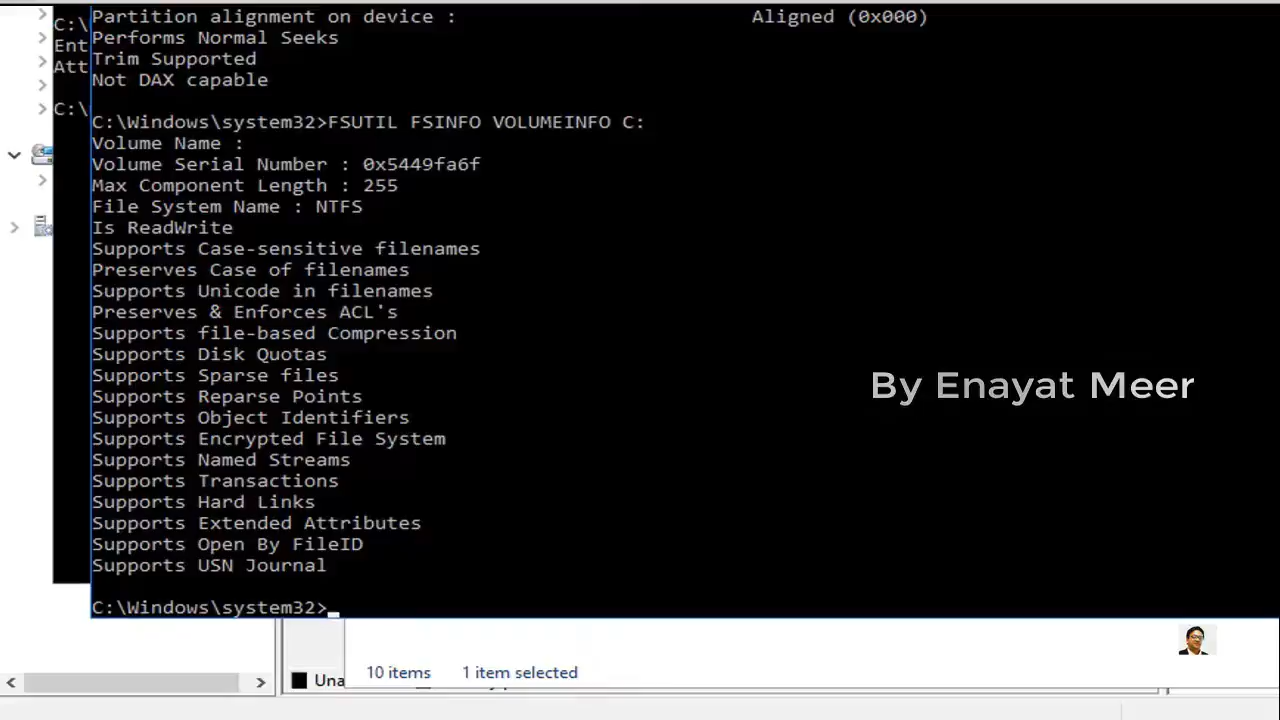 Partition alignment on device : Aligned (0x000)
Performs Normal Seeks
Trim Supported
Not DAX capable
C:\
Ent
Att
C:\
C:\Windows\system32>FSUTIL FSINFO VOLUMEINFO C:
Volume Name :
Volume Serial Number : 0x5449fa6f
Max Component Length : 255
File System Name : NTFS
Is ReadWrite
Supports Case-sensitive filenames
Preserves Case of filenames
Supports Unicode in filenames
Preserves & Enforces ACL's
Supports file-based Compression
Supports Disk Quotas
Supports Sparse files
Supports Reparse Points
Supports Object Identifiers
Supports Encrypted File System
Supports Named Streams
Supports Transactions
Supports Hard Links
Supports Extended Attributes
Supports Open By FileID
Supports USN Journal
C:\Windows\system32>
By Enayat Meer
10 items 1 item selected
Una